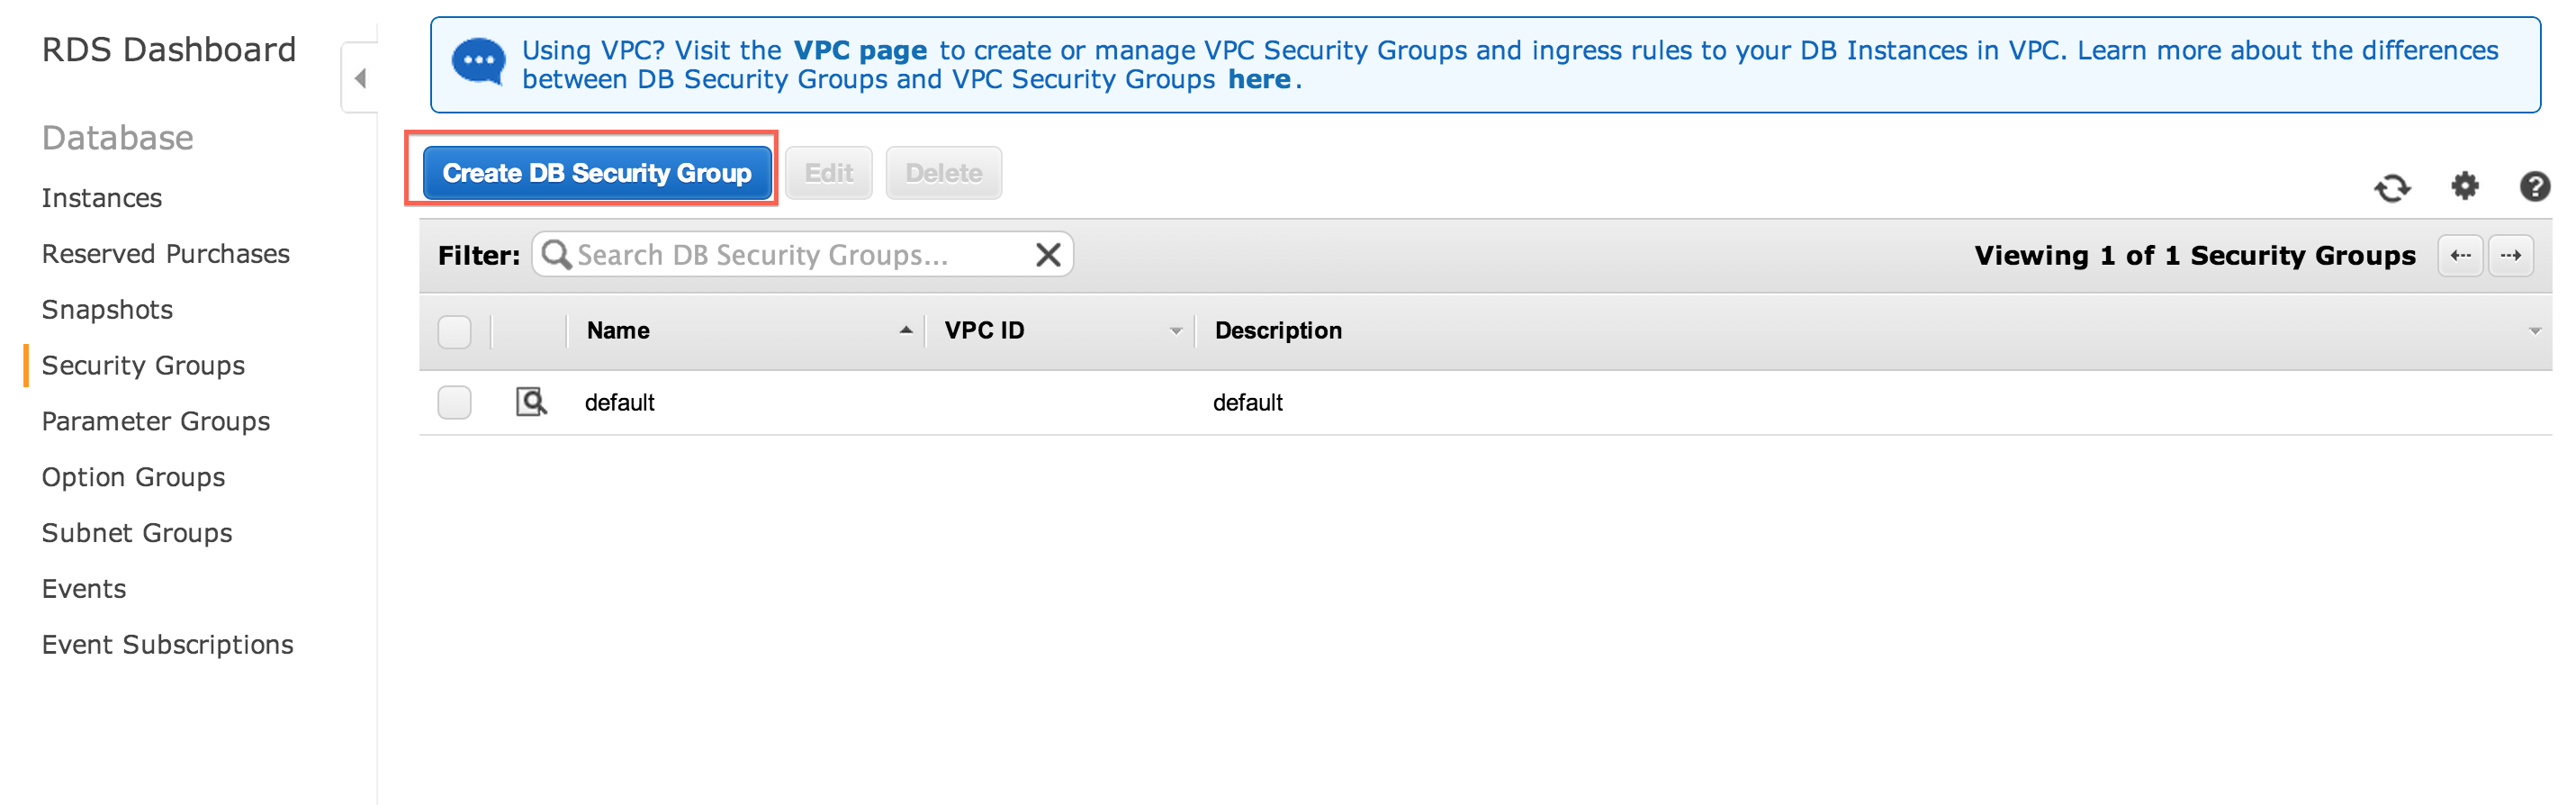 RDS Dashboard
Database
Instances
Reserved Purchases
Snapshots
Security Groups
Parameter Groups
Option Groups
Subnet Groups
Events
Event Subscriptions
Using VPC? Visit the VPC page to create or manage VPC Security Groups and ingress rules to your DB Instances in VPC. Learn more about the differences
between DB Security Groups and VPC Security Groups here.
Create DB Security Group Edit Delete
Filter: Search DB Security Groups... Viewing 1 of 1 Security Groups
Name VPC ID Description
default default